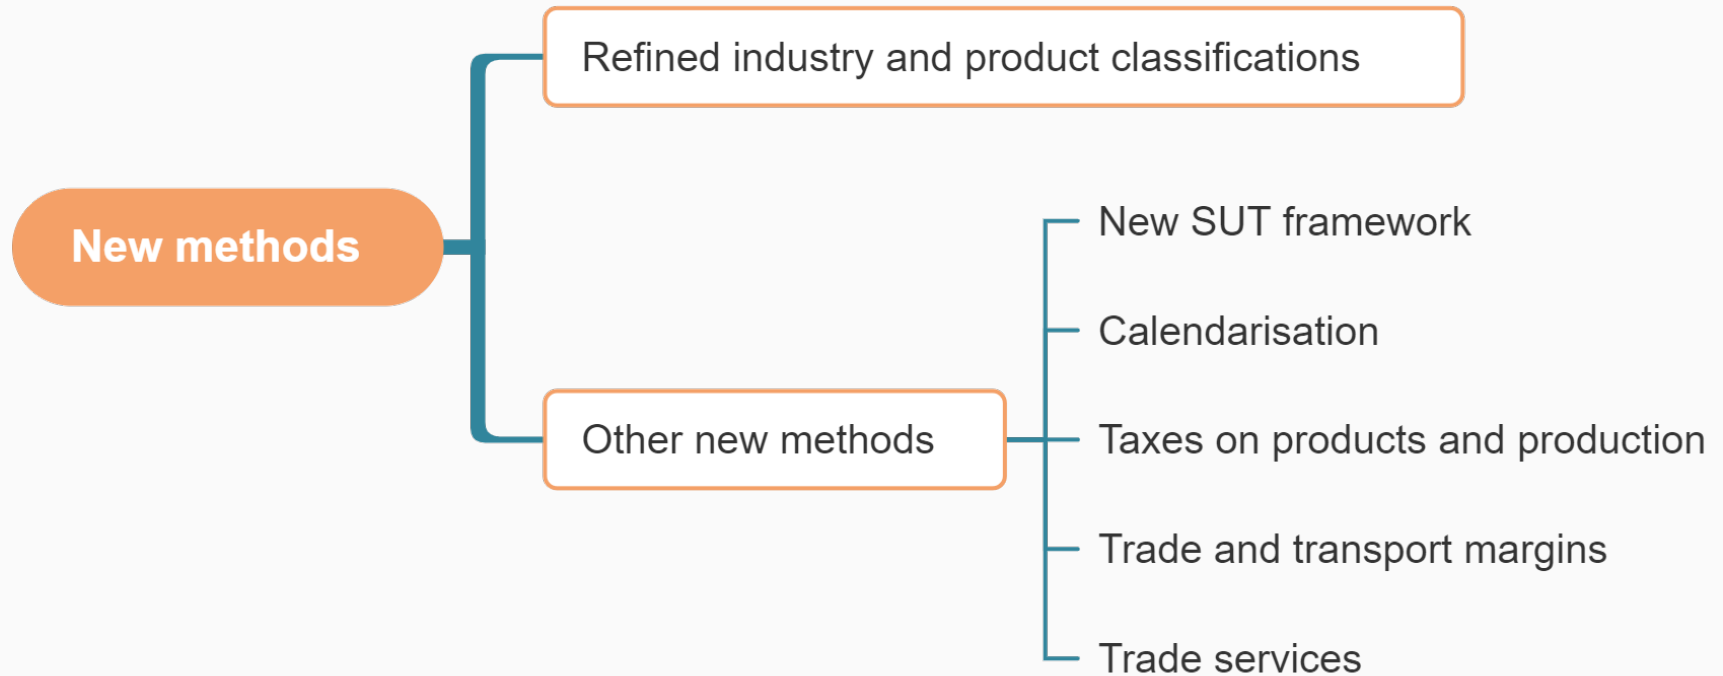 Refined industry and product classifications
New methods
Other new methods
New SUT framework
Calendarisation
Taxes on products and production
Trade and transport margins
Trade services